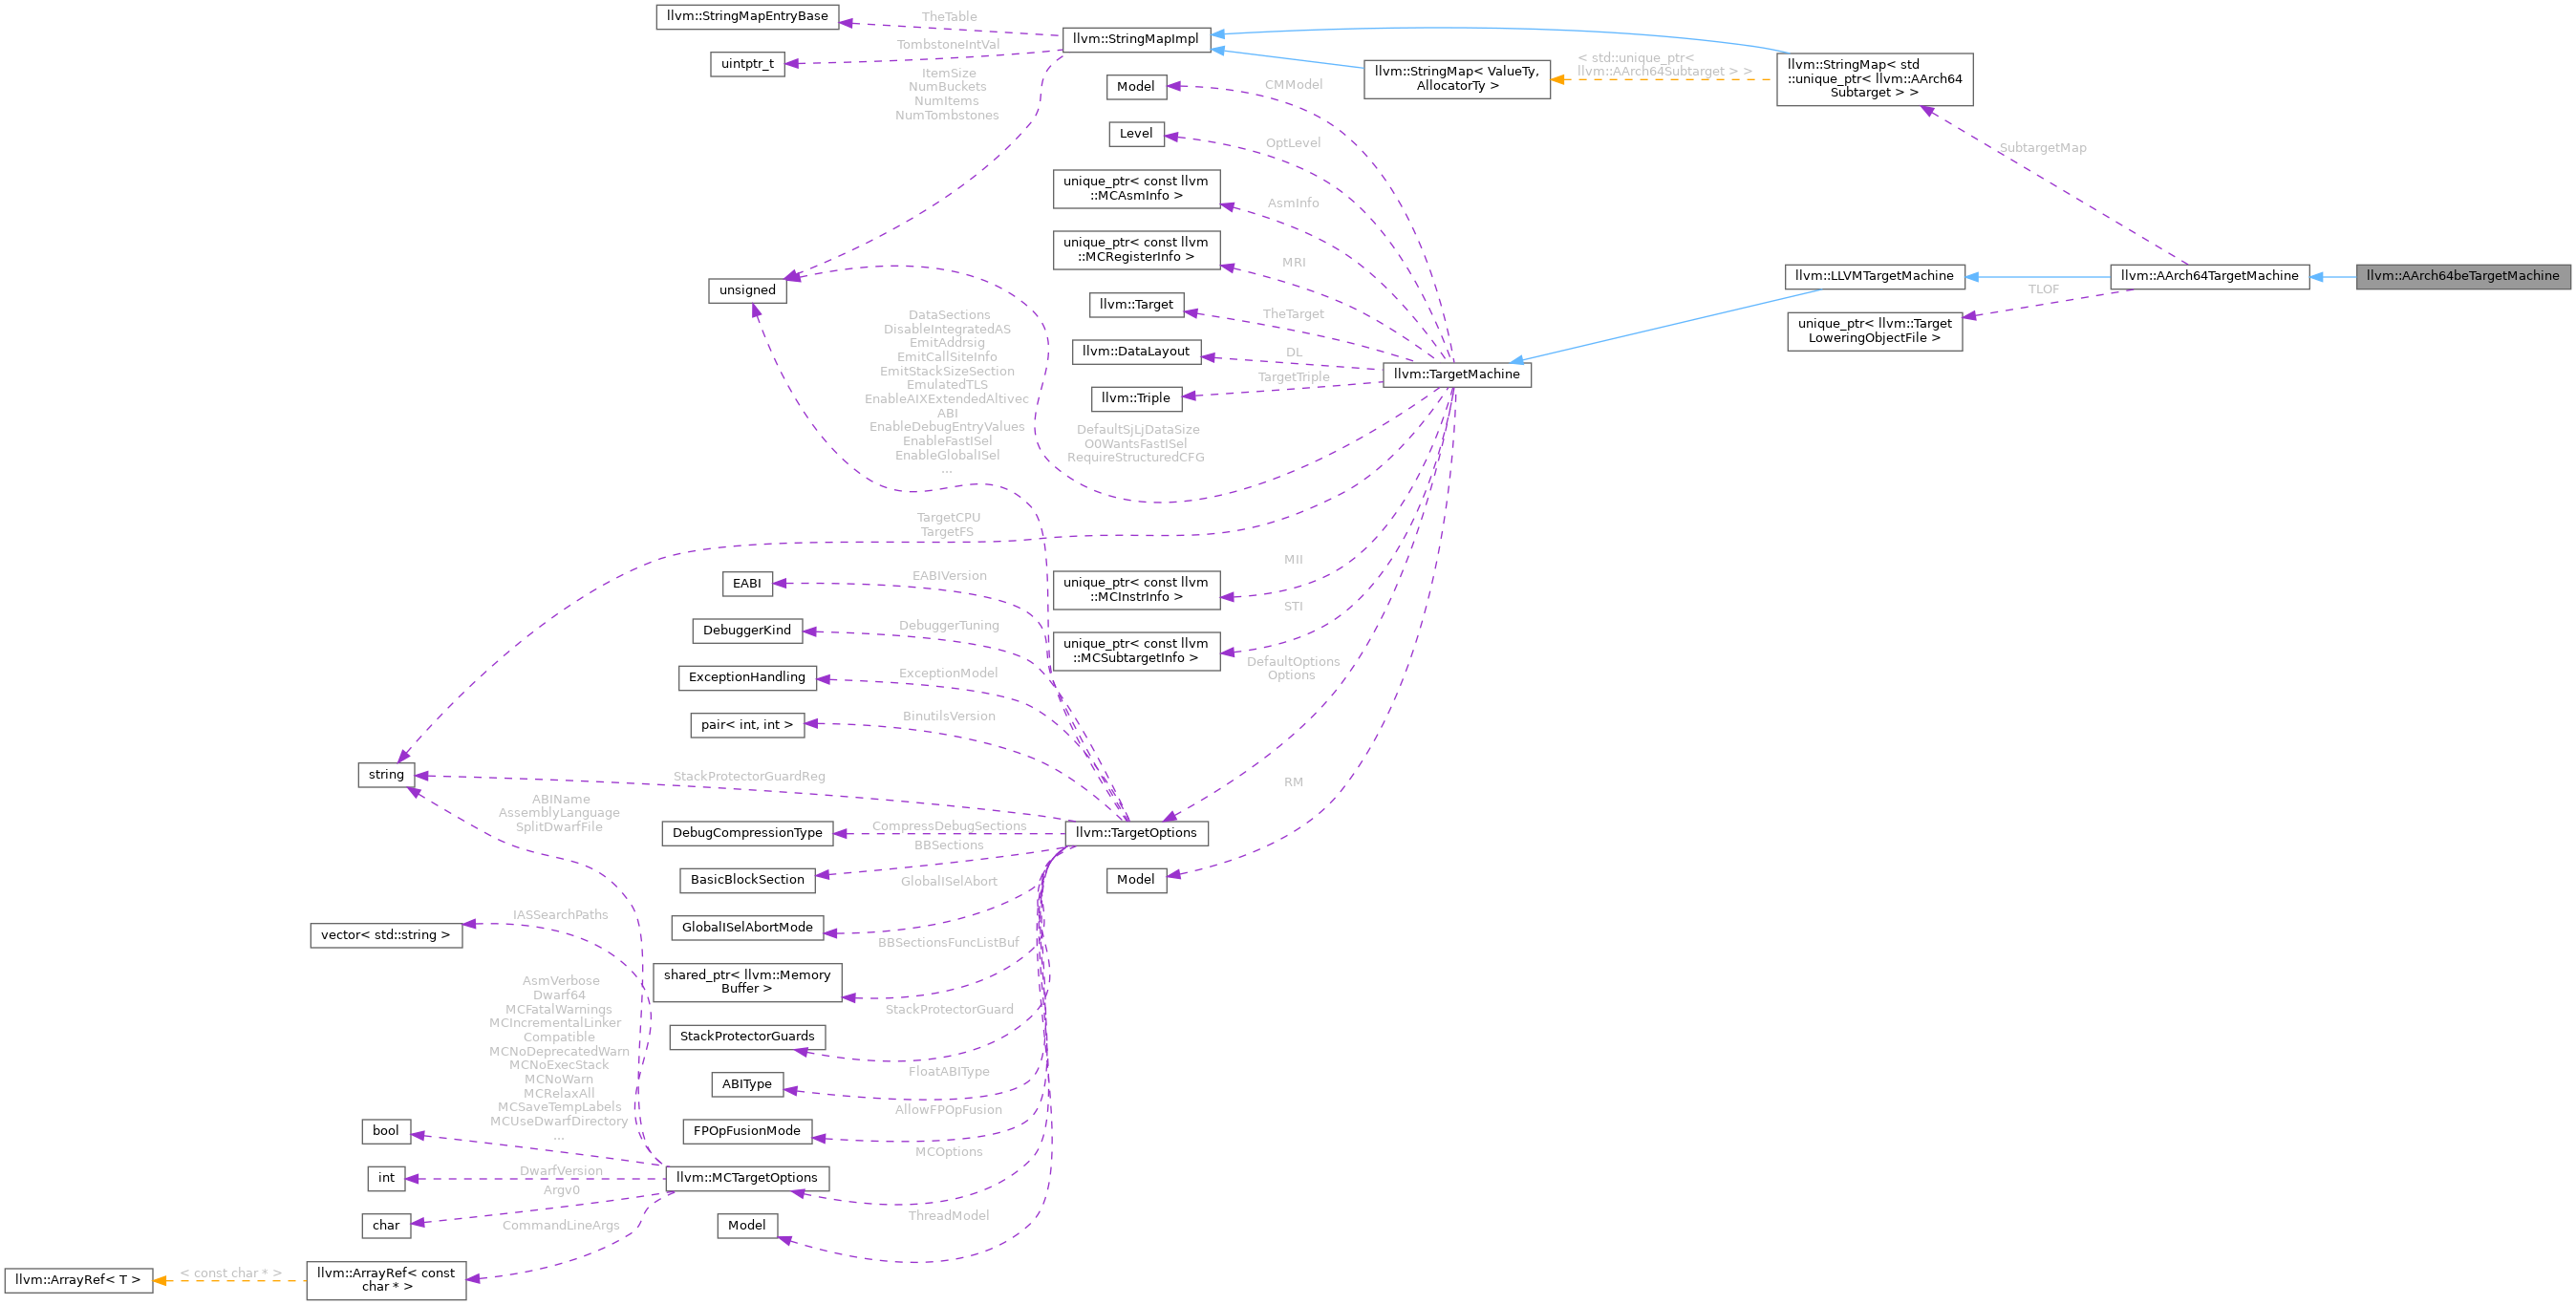 llvm::StringMapEntryBase
TheTable
llvm::StringMapImpl
TombstoneIntVal
uintptr_t
ItemSize
NumBuckets
NumItems
NumTombstones
llvm::StringMap< ValueTy,
AllocatorTy >
< std::unique_ptr<
llvm::AArch64Subtarget > >
llvm::StringMap< std
::unique_ptr< llvm::AArch64
Subtarget > >
Model
CMModel
Level
OptLevel
SubtargetMap
unique_ptr< const llvm
::MCAsmInfo >
AsmInfo
unique_ptr< const llvm
::MCRegisterInfo >
MRI
llvm::LLVMTargetMachine
llvm::AArch64TargetMachine
llvm::AArch64beTargetMachine
TLOF
unique_ptr< llvm::Target
LoweringObjectFile >
unsigned
llvm::Target
TheTarget
llvm::DataLayout
DL
llvm::TargetMachine
llvm::Triple
TargetTriple
DataSections
DisableIntegratedAS
EmitAddrsig
EmitCallSiteInfo
EmitStackSizeSection
EmulatedTLS
EnableAIXExtendedAltivec
ABI
EnableDebugEntryValues
EnableFastISel
EnableGlobalISel
...
DefaultSjLjDataSize
O0WantsFastISel
RequireStructuredCFG
TargetCPU
TargetFS
EABI
EABIVersion
unique_ptr< const llvm
::MCInstrInfo >
MII
DebuggerKind
DebuggerTuning
unique_ptr< const llvm
::MCSubtargetInfo >
STI
ExceptionHandling
ExceptionModel
DefaultOptions
Options
pair< int, int >
BinutilsVersion
string
StackProtectorGuardReg
RM
ABIName
AssemblyLanguage
SplitDwarfFile
DebugCompressionType
CompressDebugSections
llvm::TargetOptions
BBSections
BasicBlockSection
Model
GlobalISelAbort
GlobalISelAbortMode
vector< std::string >
IASSearchPaths
BBSectionsFuncListBuf
shared_ptr< llvm::Memory
Buffer >
AsmVerbose
Dwarf64
MCFatalWarnings
MCIncrementalLinker
Compatible
MCNoDeprecatedWarn
MCNoExecStack
MCNoWarn
MCRelaxAll
MCSaveTempLabels
MCUseDwarfDirectory
...
StackProtectorGuard
StackProtectorGuards
FloatABIType
ABIType
AllowFPOpFusion
FPOpFusionMode
bool
MCOptions
int
DwarfVersion
llvm::MCTargetOptions
Argv0
char
CommandLineArgs
Model
ThreadModel
llvm::ArrayRef< T >
< const char * >
llvm::ArrayRef< const
char * >